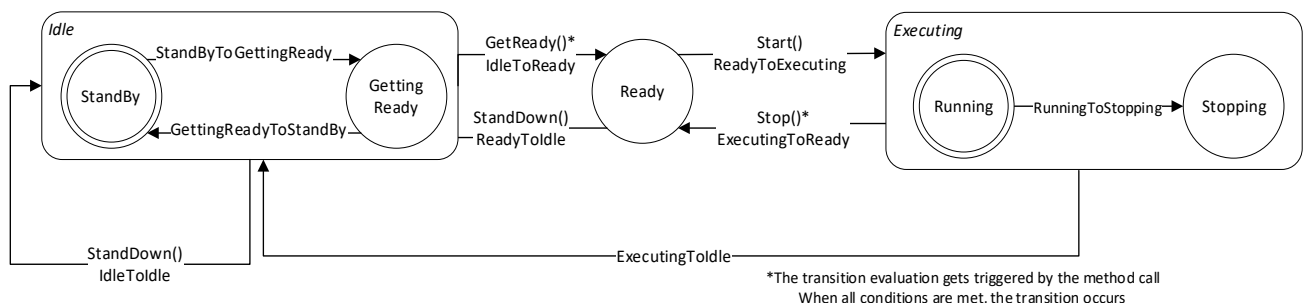 Idle
StandBy
StandByToGettingReady
Getting
Ready
GettingReadyToStandBy
GetReady()*
IdleToReady
StandDown()
ReadyToIdle
Ready
Start()
ReadyToExecuting
Stop()*
ExecutingToReady
Executing
Running
RunningToStopping
Stopping
StandDown()
IdleToIdle
ExecutingToIdle
*The transition evaluation gets triggered by the method call
When all conditions are met, the transition occurs